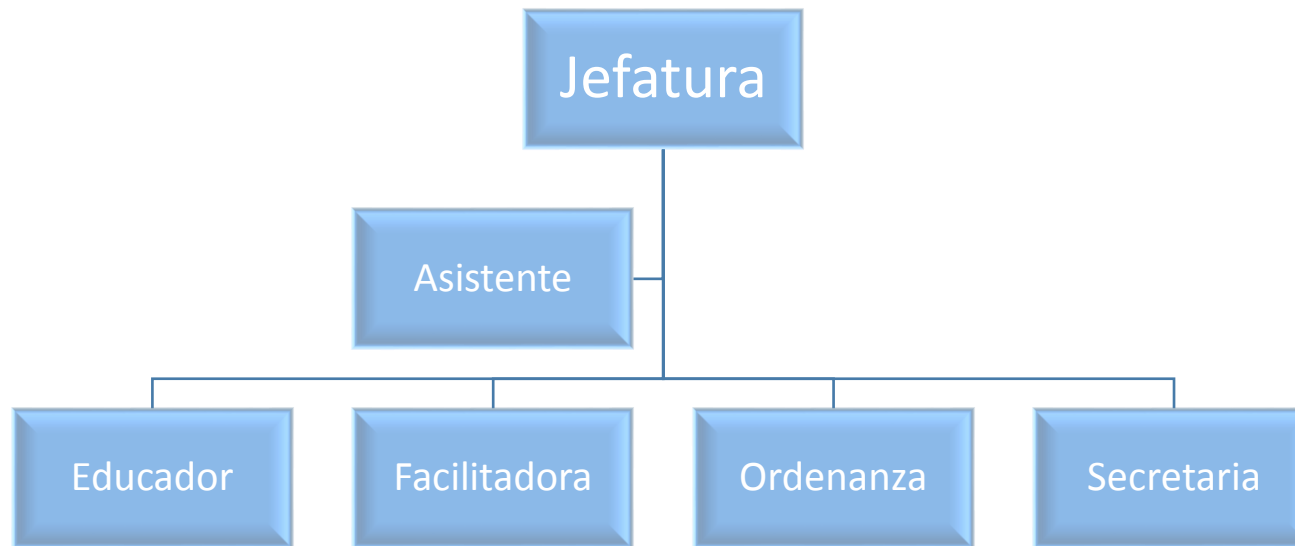 Jefatura
Asistente
Educador
Facilitadora
Ordenanza
Secretaria